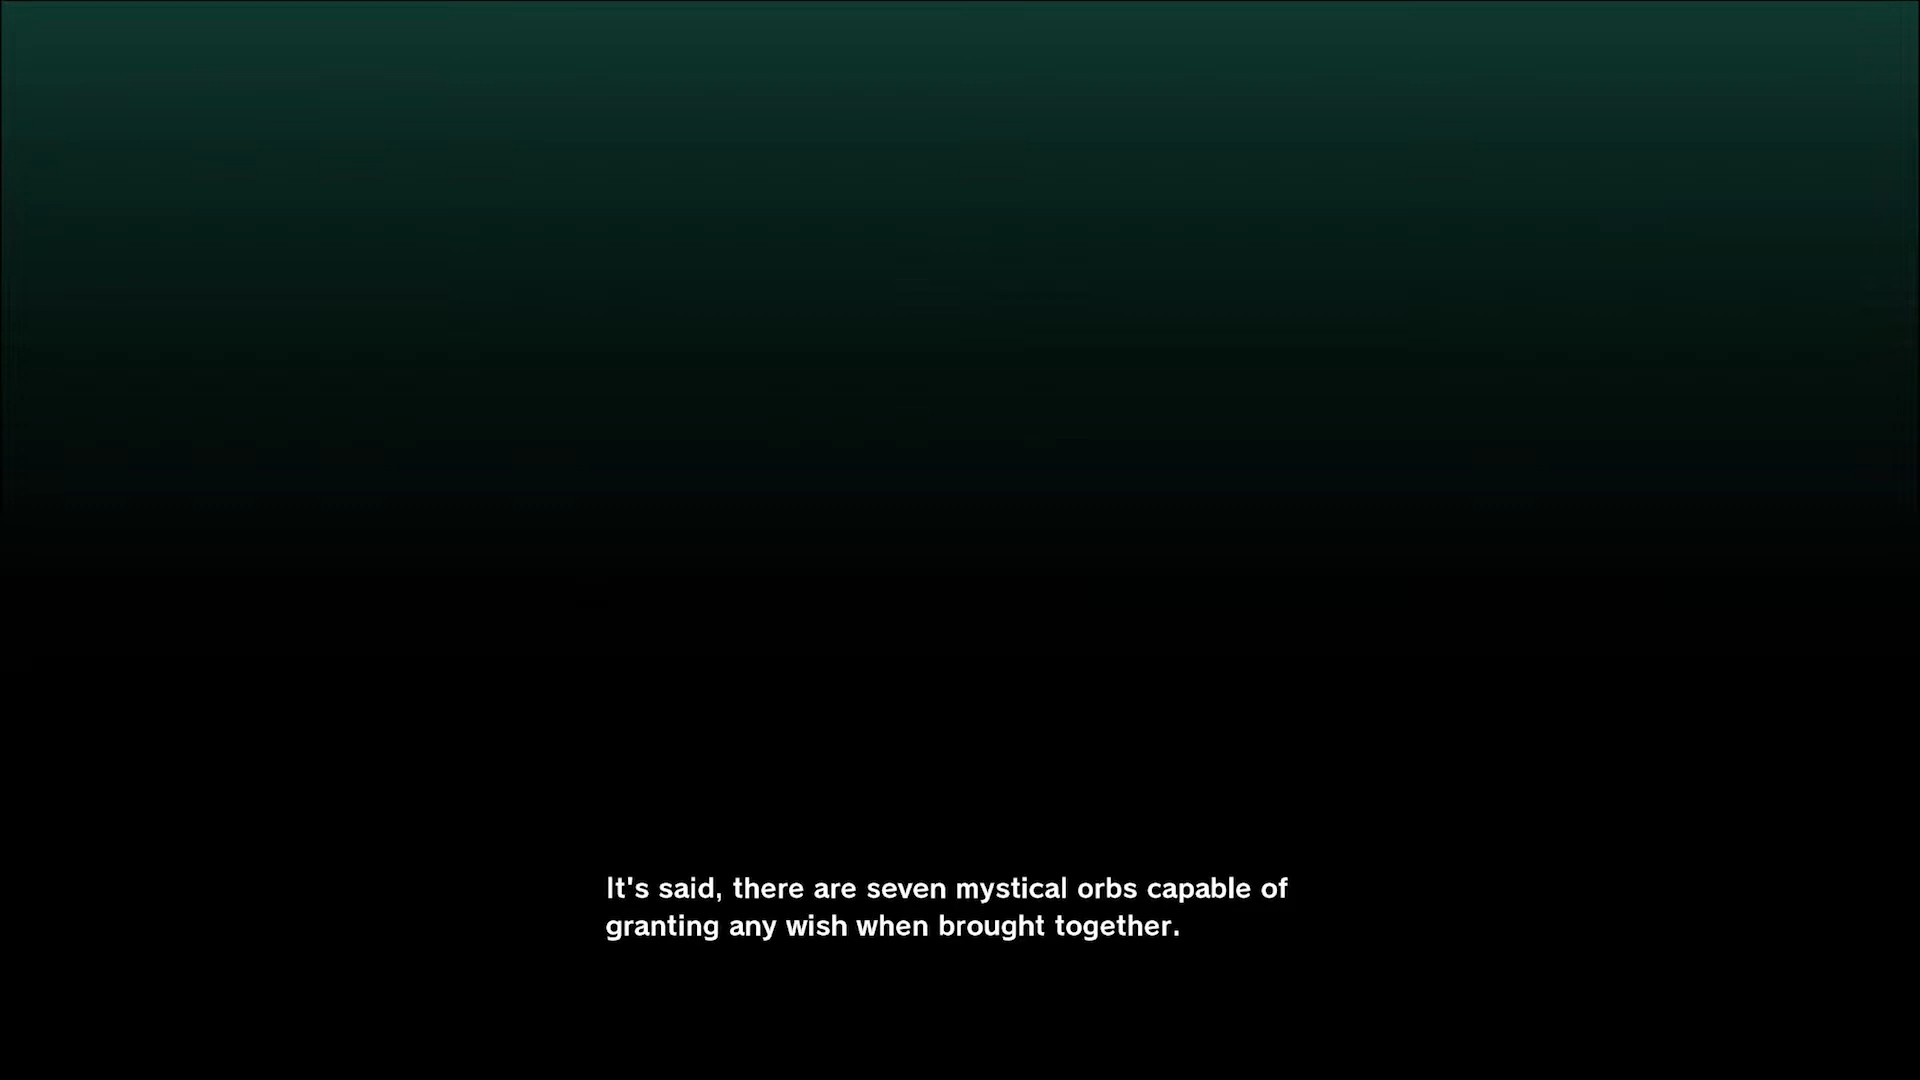 It's said, there are seven mystical orbs capable of
granting any wish when brought together.